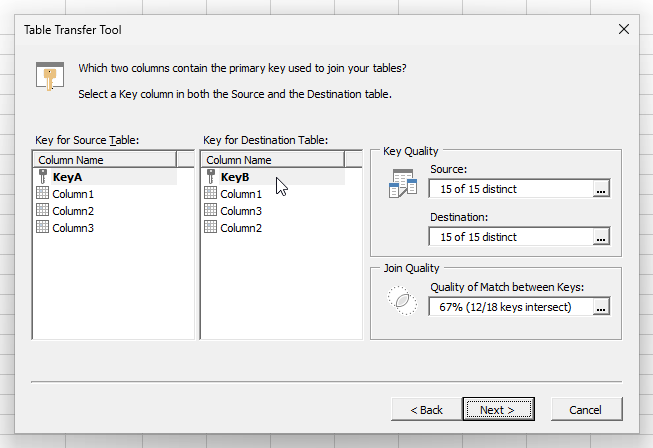 Table Transfer Tool
Which two columns contain the primary key used to join your tables?
Select a Key column in both the Source and the Destination table.
Key for Source Table:
Column Name
KeyA
Column1
Column2
Column3
Key for Destination Table:
Column Name
KeyB
Column1
Column3
Column2
Key Quality
Source:
15 of 15 distinct
...
Destination:
15 of 15 distinct
...
Join Quality
Quality of Match between Keys:
67% (12/18 keys intersect)
...
< Back
Next >
Cancel